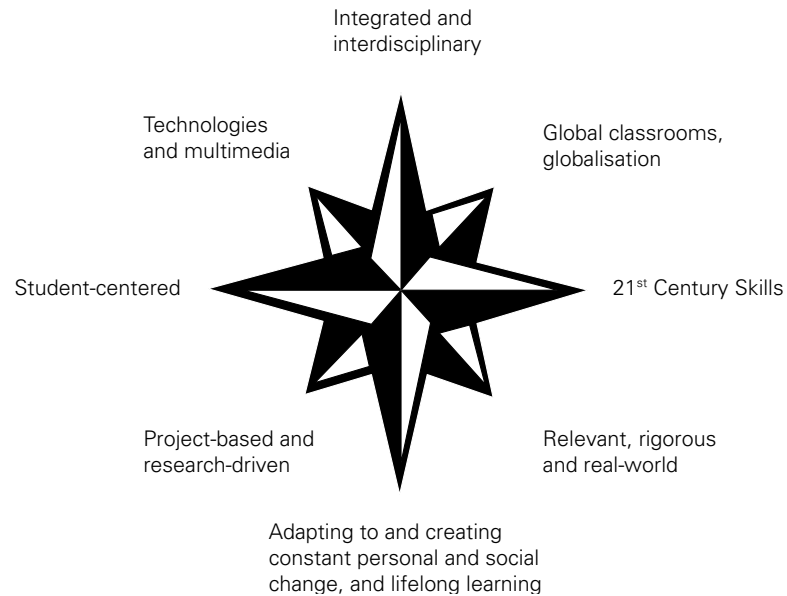 Integrated and
interdisciplinary
Technologies
and multimedia
Global classrooms,
globalisation
Student-centered
21st Century Skills
Project-based and
research-driven
Relevant, rigorous
and real-world
Adapting to and creating
constant personal and social
change, and lifelong learning